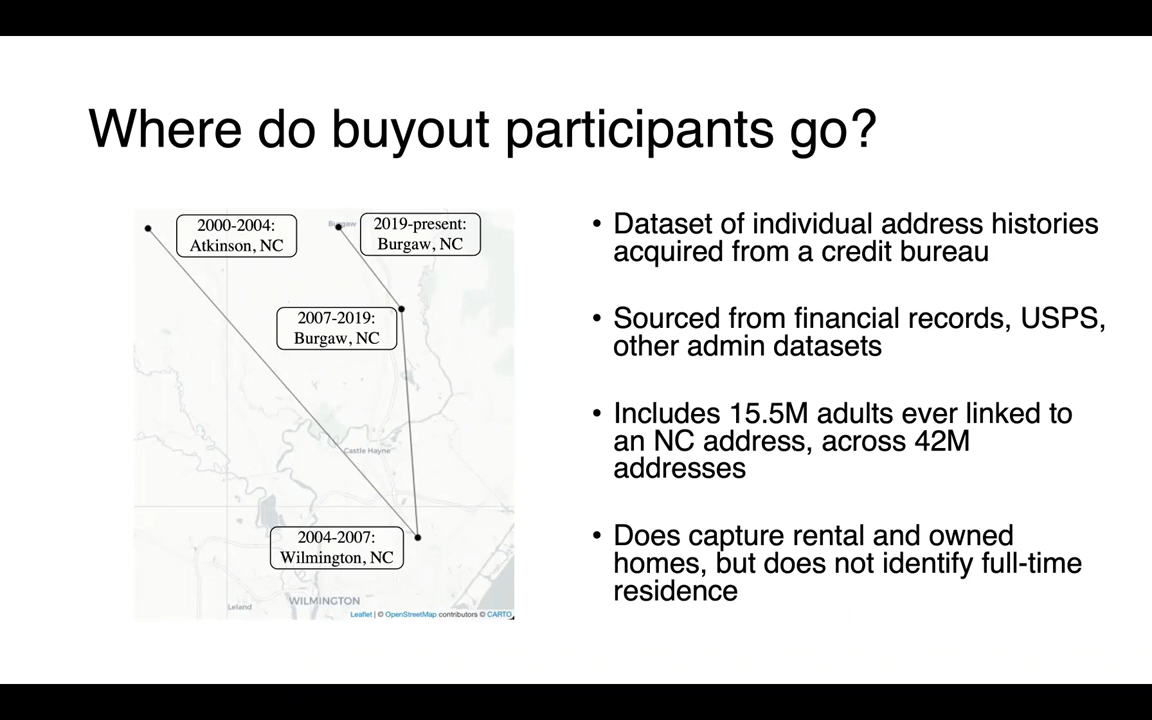 Where do buyout participants go?
2000-2004:
Atkinson, NC
Burgaw
2019-present:
Burgaw, NC
2007-2019:
Burgaw, NC
Castle Hayne
2004-2007:
Wilmington, NC
Leland
WILMINGTON
Leaflet | © OpenStreetMap contributors © CARTO
• Dataset of individual address histories
acquired from a credit bureau
• Sourced from financial records, USPS,
other admin datasets
• Includes 15.5M adults ever linked to
an NC address, across 42M
addresses
• Does capture rental and owned
homes, but does not identify full-time
residence